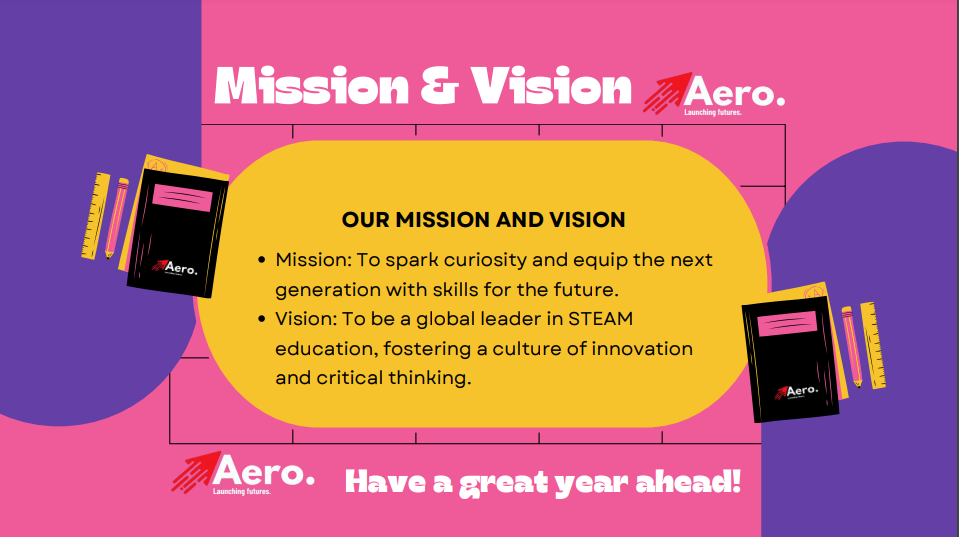 Mission & Vision
Aero.
Launching futures.
OUR MISSION AND VISION
• Mission: To spark curiosity and equip the next
generation with skills for the future.
• Vision: To be a global leader in STEAM
education, fostering a culture of innovation
and critical thinking.
Aero.
Aero.
Aero.
Launching futures.
Have a great year ahead!